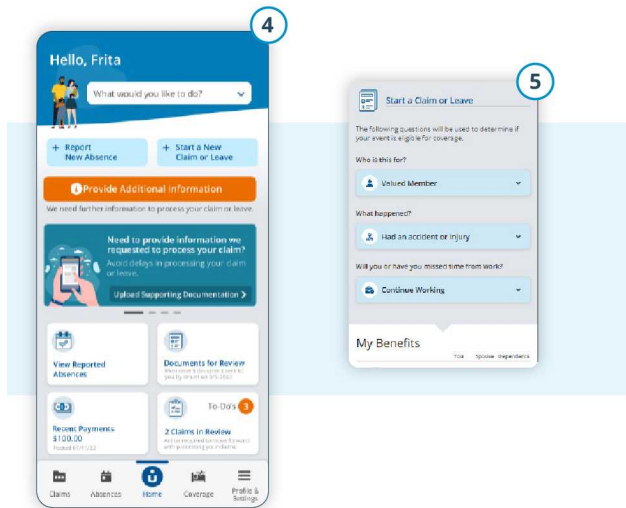 4
Hello, Frita
What would you like to do?
+ Report
New Absence
+ Start a New
Claim or Leave
Provide Additional Information
We need further information to process your claim or leave.
Need to provide information we
requested to process your claim?
Avoid delays in processing your claim
or leave.
Upload Supporting Documentation >
View Reported
Absences
Documents for Review
Recent Payments
$100.00
Posted
To-Do's 3
2 Claims in Review
Claims
Absences
Home
Coverage
Profile &
Settings
5
Start a Claim or Leave
The following questions will be used to determine if
your event is eligible for coverage.
Who is this for?
Valued Member
What happened?
Had an accident or injury
Will you or have you missed time from work?
Continue Working
My Benefits
You Spouse Dependents